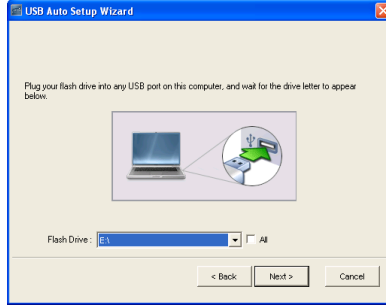 USB Auto Setup Wizard
Plug your flash drive into any USB port on this computer, and wait for the drive letter to appear
below.
Flash Drive : E:\ All
< Back Next > Cancel